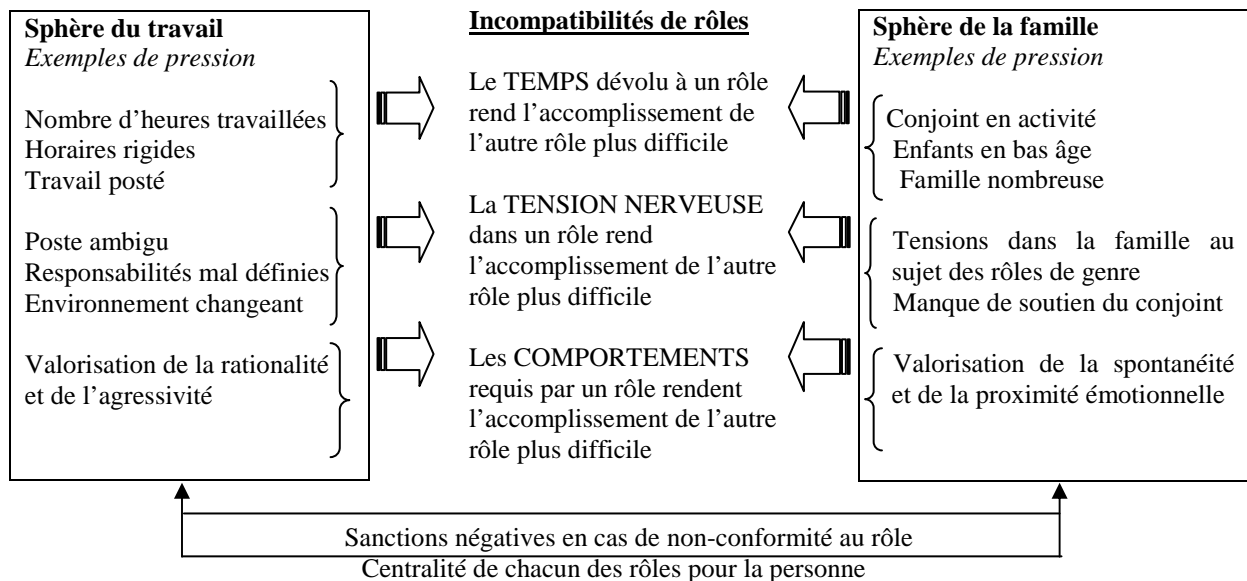 Sphère du travail
Exemples de pression
Nombre d'heures travaillées
Horaires rigides
Travail posté
Poste ambigu
Responsabilités mal définies
Environnement changeant
Valorisation de la rationalité
et de l'agressivité
Incompatibilités de rôles
Le TEMPS dévolu à un rôle
rend l'accomplissement de
l'autre rôle plus difficile
La TENSION NERVEUSE
dans un rôle rend
l'accomplissement de l'autre
rôle plus difficile
Les COMPORTEMENTS
requis par un rôle rendent
l'accomplissement de l'autre
rôle plus difficile
Sphère de la famille
Exemples de pression
Conjoint en activité
Enfants en bas âge
Famille nombreuse
Tensions dans la famille au
sujet des rôles de genre
Manque de soutien du conjoint
Valorisation de la spontanéité
et de la proximité émotionnelle
Sanctions négatives en cas de non-conformité au rôle
Centralité de chacun des rôles pour la personne